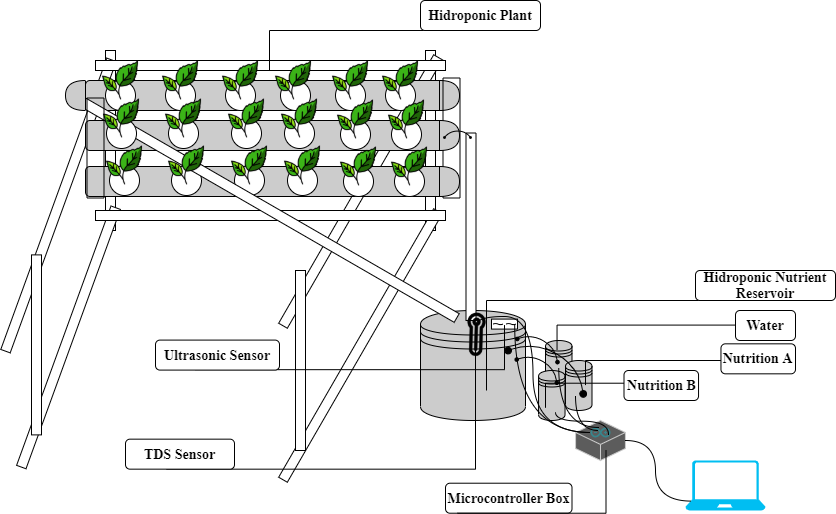 Hidroponic Plant
Hidroponic Nutrient
Reservoir
Water
Ultrasonic Sensor
Nutrition A
Nutrition B
TDS Sensor
Microcontroller Box